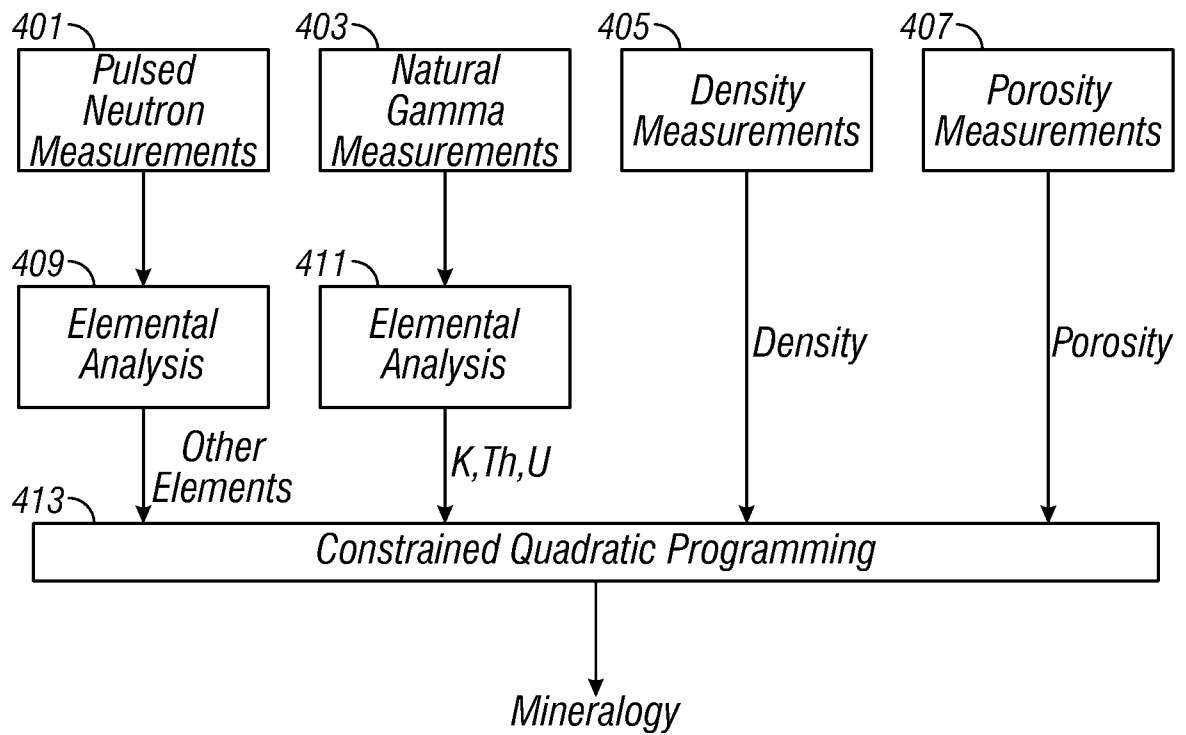 401
403
405
407
Pulsed
Neutron
Measurements
Natural
Gamma
Measurements
Density
Measurements
Porosity
Measurements
409
411
Elemental
Analysis
Elemental
Analysis
Density
Porosity
Other
Elements
K,Th,U
413
Constrained Quadratic Programming
Mineralogy